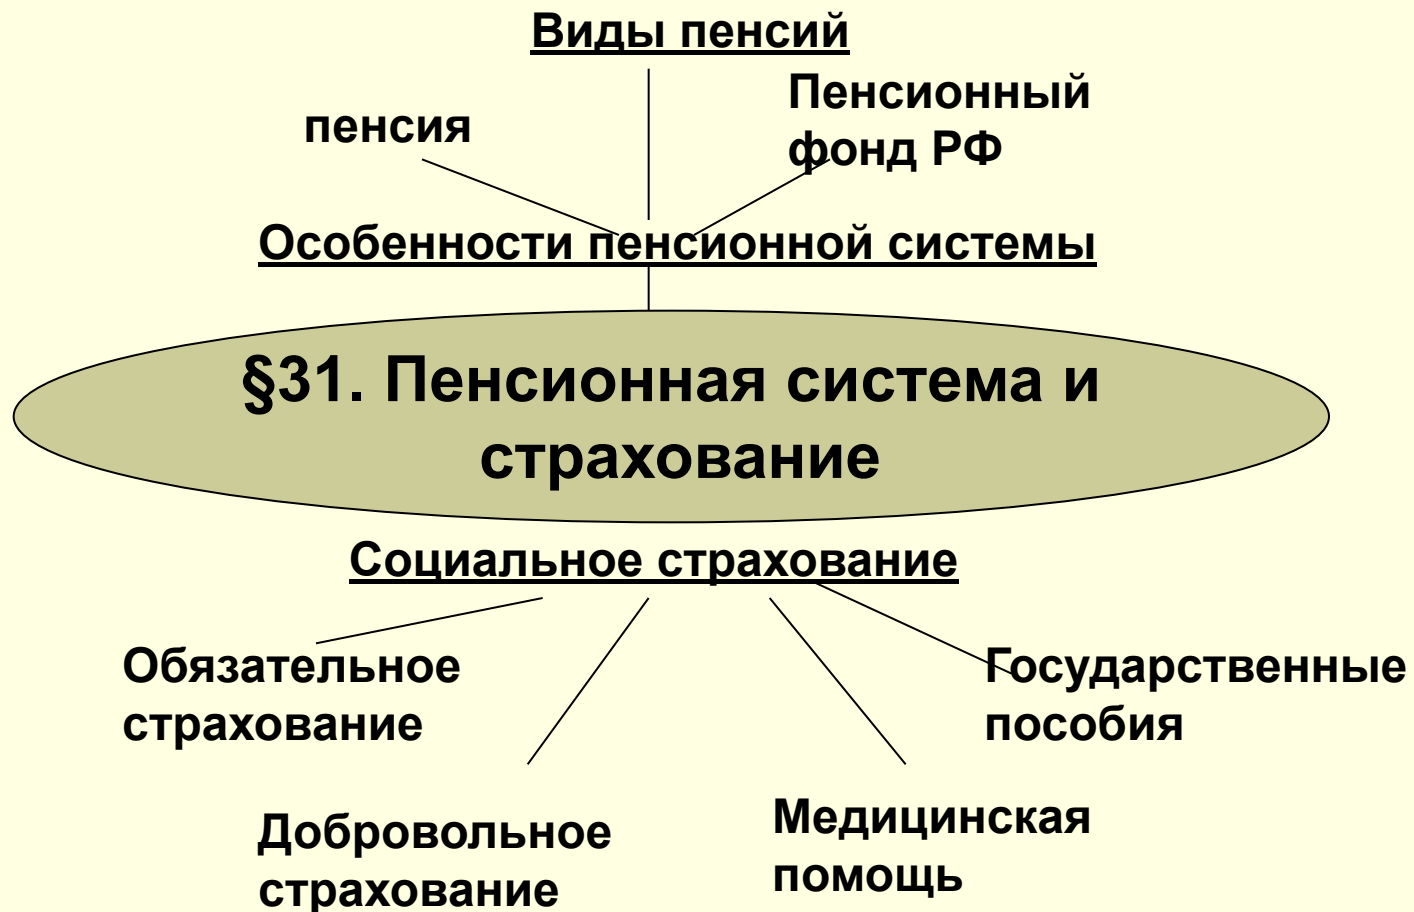 Виды пенсий
пенсия
Пенсионный
фонд РФ
Особенности пенсионной системы
§31. Пенсионная система и
страхование
Социальное страхование
Обязательное
страхование
Государственные
пособия
Добровольное
страхование
Медицинская
помощь